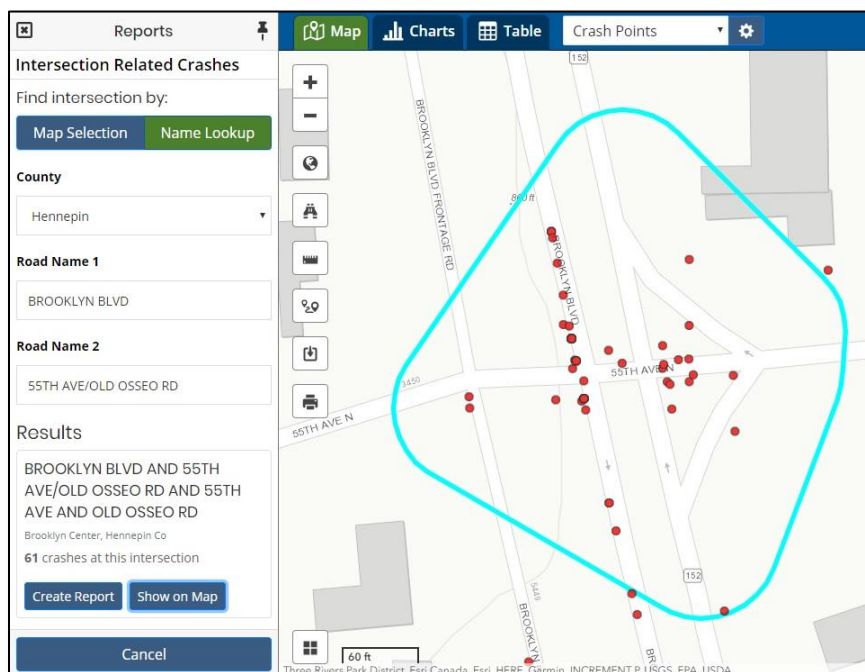 Reports
Intersection Related Crashes
Find intersection by:
Map Selection
Name Lookup
County
Hennepin
Road Name 1
BROOKLYN BLVD
Road Name 2
55TH AVE/OLD OSSEO RD
Results
BROOKLYN BLVD AND 55TH
AVE/OLD OSSEO RD AND 55TH
AVE AND OLD OSSEO RD
Brooklyn Center, Hennepin Co
61 crashes at this intersection
Create Report
Show on Map
Cancel
Map
Charts
Table
Crash Points
152
BROOKLYN BLVD FRONTAGE RD
860 ft
BROOKLYN BLVD
55TH AVE N
3450
55TH AVE N
152
5449
BROOKLYN
BROOKLYN B
60 ft
Three Rivers Park District, Esri Canada, Esri, HERE, Garmin, INCREMENT P, USGS, EPA, USDA